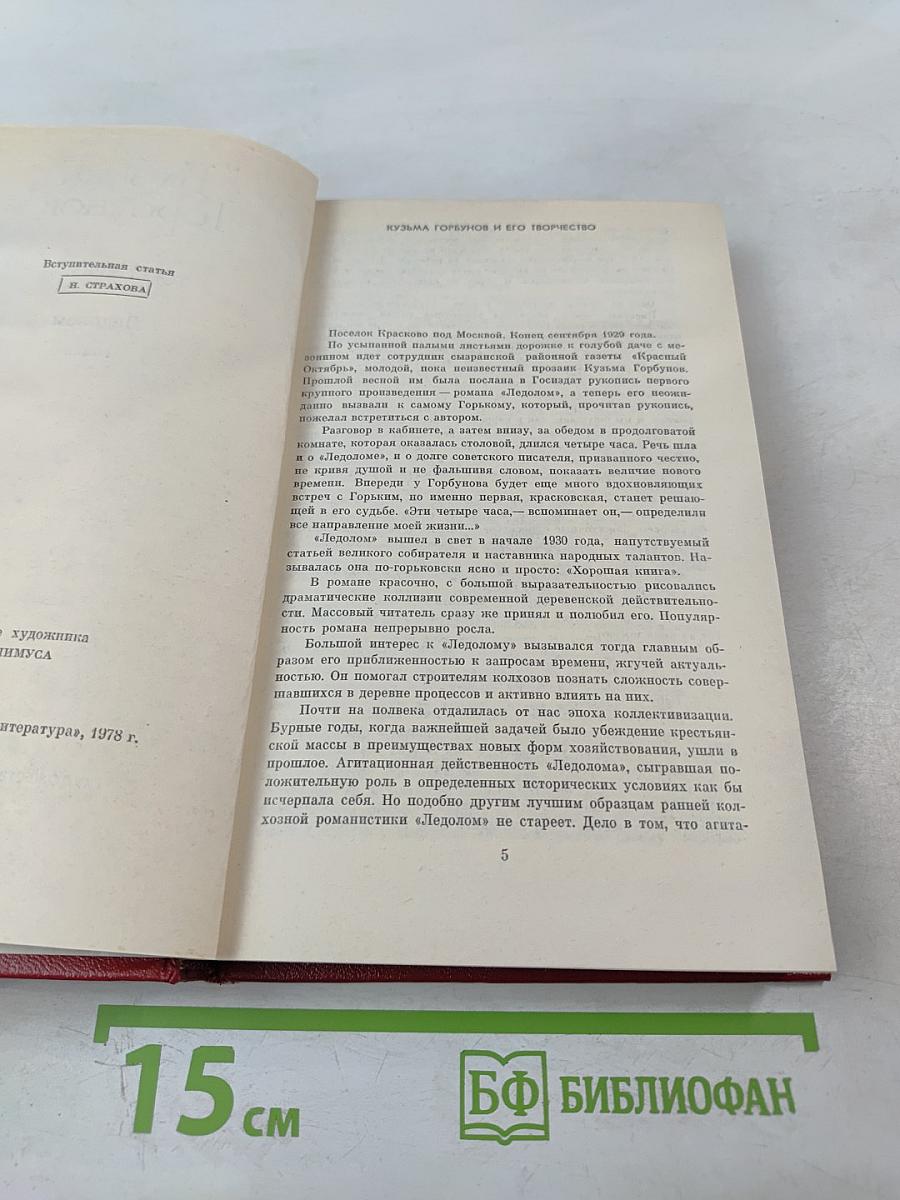 Вступительная статья
Н. СТРАХОВА
художника
итература», 1978 г.
КУЗЬМА ГОРБУНОВ И ЕГО ТВОРЧЕСТВО
Поселок Красково под Москвой. Конец сентября 1929 года.
По усыпанной палыми листьями дорожке к голубой даче с ме-
зонином идет сотрудник сызранской районной газеты «Красный
Октябрь», молодой, пока неизвестный прозаик Кузьма Горбунов.
Прошлой весной им была послана в Госиздат рукопись первого
крупного произведения — романа «Ледолом», а теперь его неожи-
данно вызвали к самому Горькому, который, прочитав рукопись,
пожелал встретиться с автором.
Разговор в кабинете, а затем внизу, за обедом в продолговатой
комнате, которая оказалась столовой, длился четыре часа. Речь шла
и о «Ледоломе», и о долге советского писателя, призванного честно,
не кривя душой и не фальшивя словом, показать величие нового
времени. Впереди у Горбунова будет еще много вдохновляющих
встреч с Горьким, но именно первая, красковская, станет решаю-
щей в его судьбе. «Эти четыре часа,— вспоминает он,— определили
все направление моей жизни...»
«Ледолом» вышел в свет в начале 1930 года, напутствуемый
статьей великого собирателя и наставника народных талантов. На-
зывалась она по-горьковски ясно и просто: «Хорошая книга».
В романе красочно, с большой выразительностью рисовались
драматические коллизии современной деревенской действительно-
сти. Массовый читатель сразу же принял и полюбил его. Популяр-
ность романа непрерывно росла.
Большой интерес к «Ледолому» вызывался тогда главным об-
разом его приближенностью к запросам времени, жгучей актуаль-
ностью. Он помогал строителям колхозов познать сложность совер-
шавшихся в деревне процессов и активно влиять на них.
Почти на полвека отдалилась от нас эпоха коллективизации.
Бурные годы, когда важнейшей задачей было убеждение крестьян-
ской массы в преимуществах новых форм хозяйствования, ушли в
прошлое. Агитационная действенность «Ледолома», сыгравшая по-
ложительную роль в определенных исторических условиях как бы
исчерпала себя. Но подобно другим лучшим образцам ранней кол-
хозной романистики «Ледолом» не стареет. Дело в том, что агита-
5
15 см
БФ БИБЛИОФАН